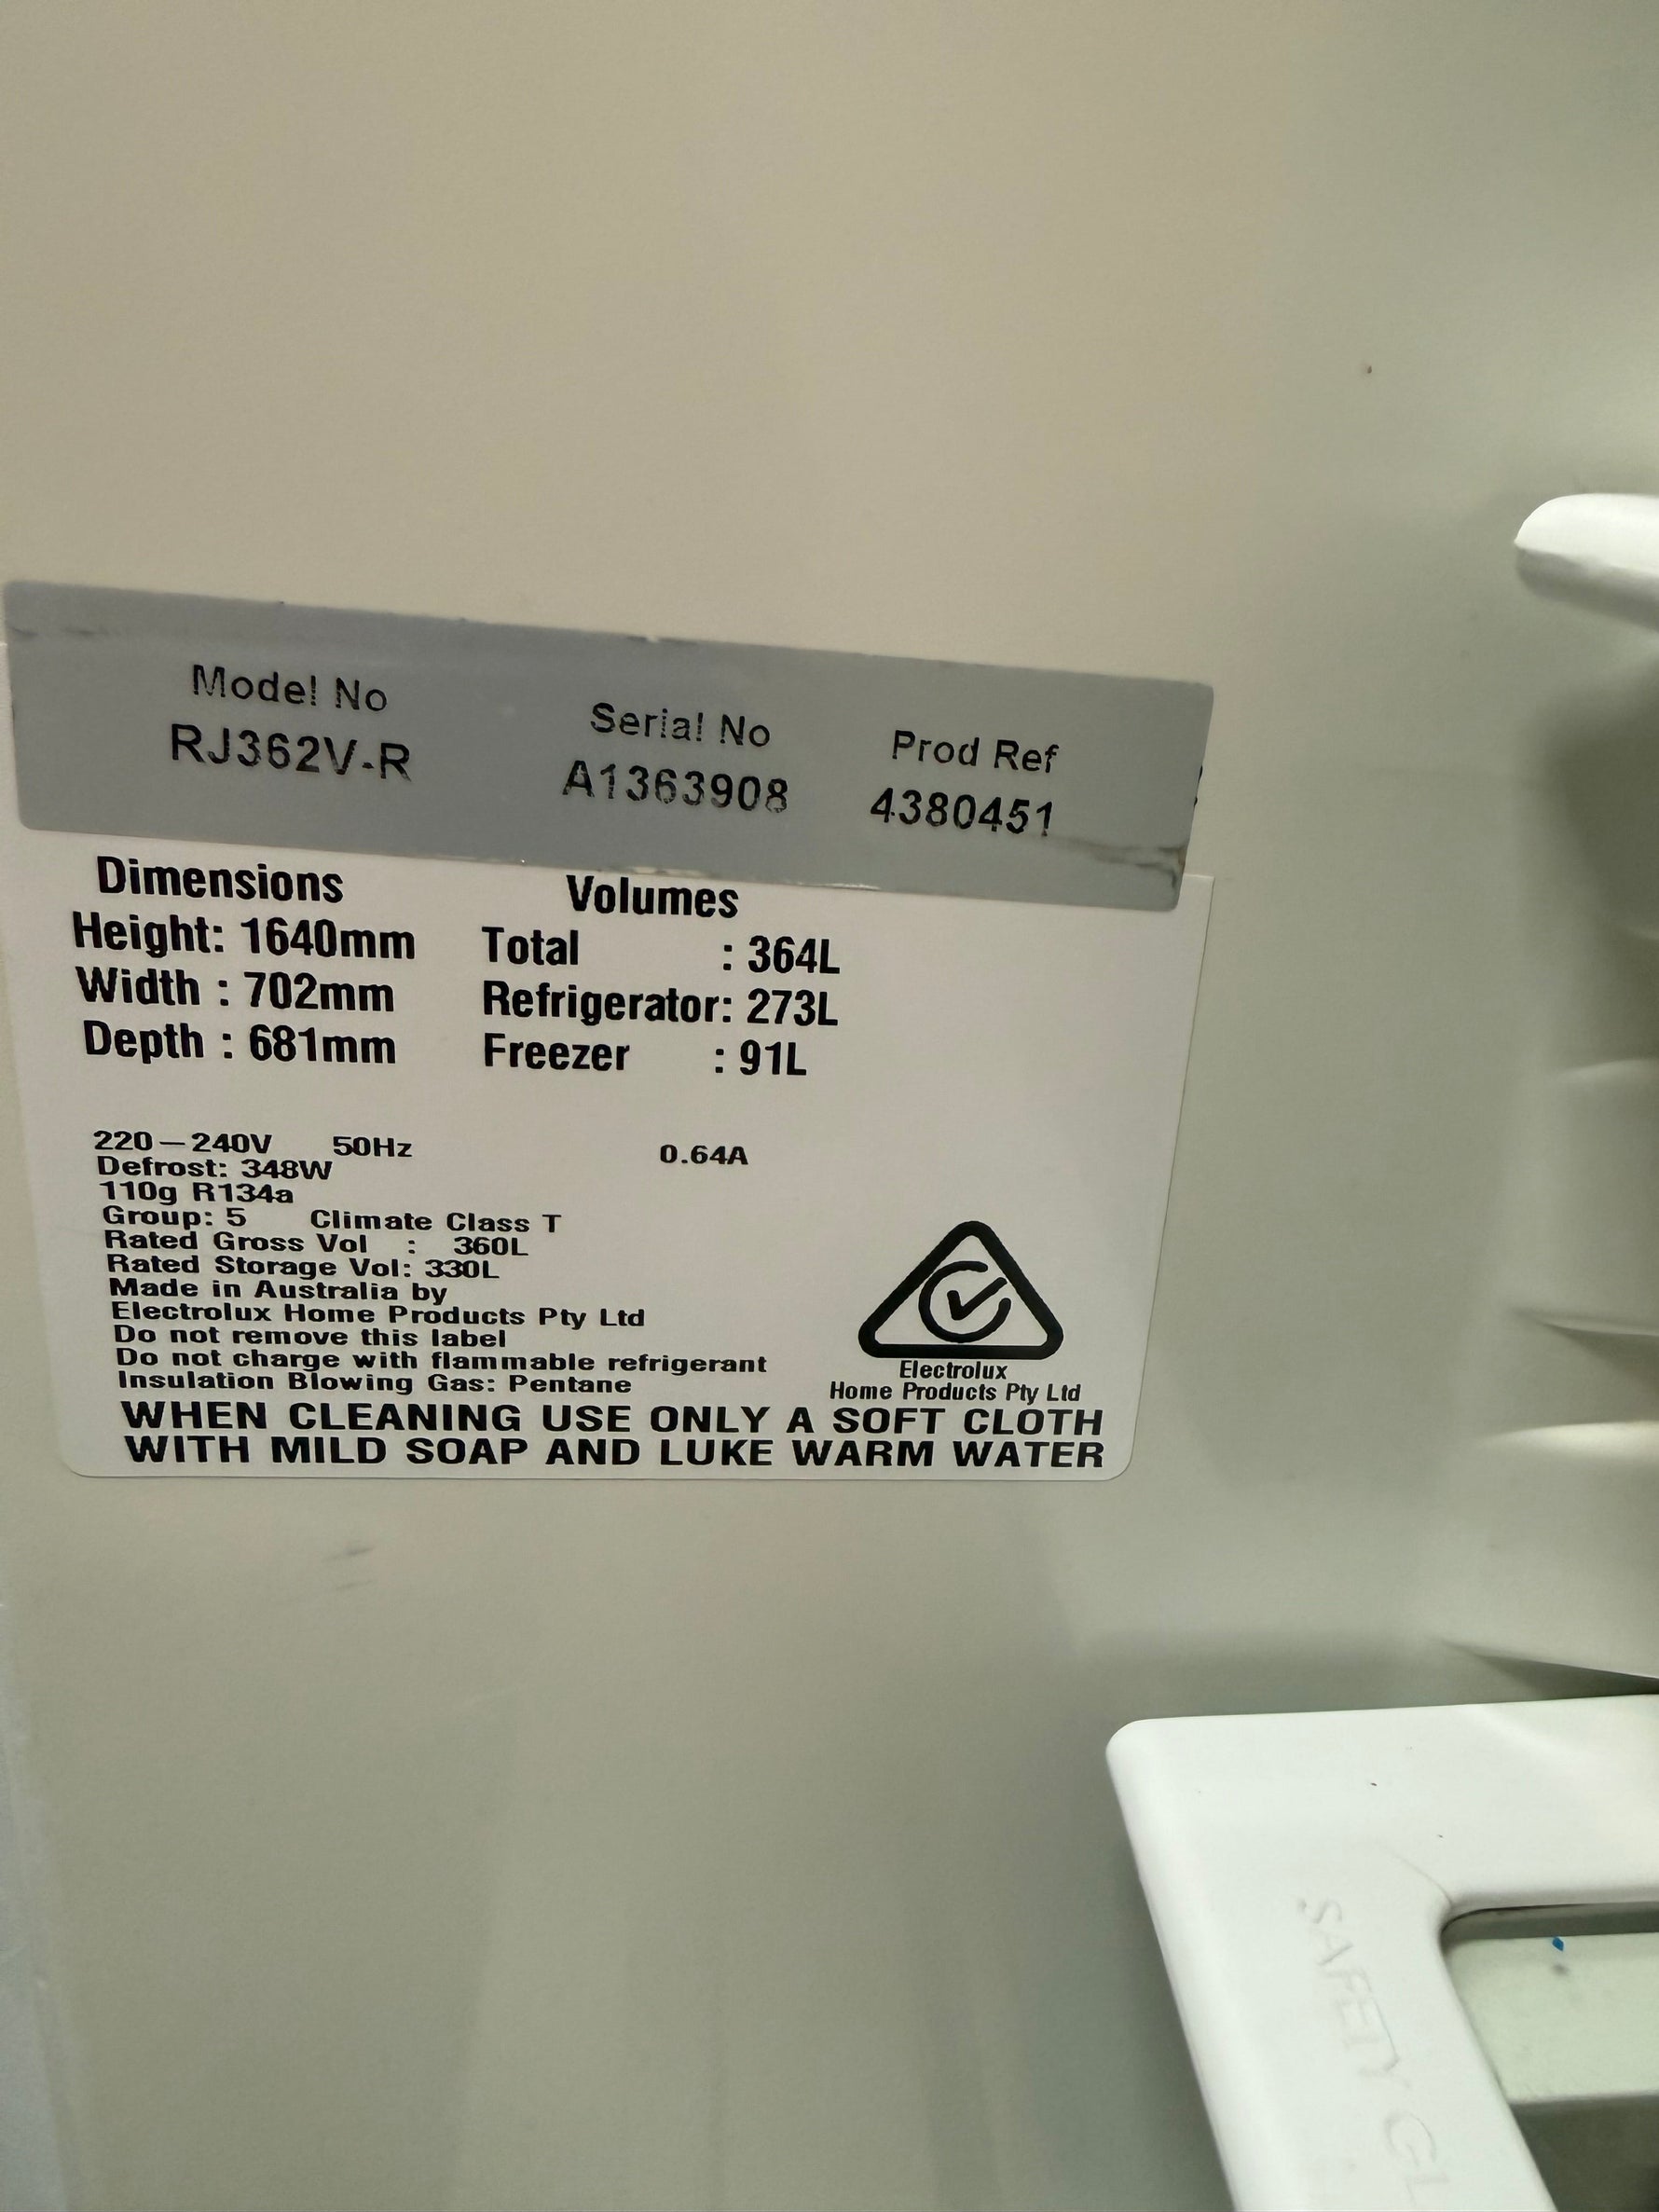 Model No Serial No Prod Ref
RJ362V-R A1363908 4380451
Dimensions Volumes
Height: 1640mm Total : 364L
Width : 702mm Refrigerator: 273L
Depth : 681mm Freezer : 91L
220–240V 50Hz 0.64A
Defrost: 348W
110g R134a
Group: 5 Climate Class T
Rated Gross Vol : 360L
Rated Storage Vol: 330L
Made in Australia by
Electrolux Home Products Pty Ltd
Do not remove this label
Do not charge with flammable refrigerant
Insulation Blowing Gas: Pentane
Electrolux
Home Products Pty Ltd
WHEN CLEANING USE ONLY A SOFT CLOTH
WITH MILD SOAP AND LUKE WARM WATER
SAFETY GL